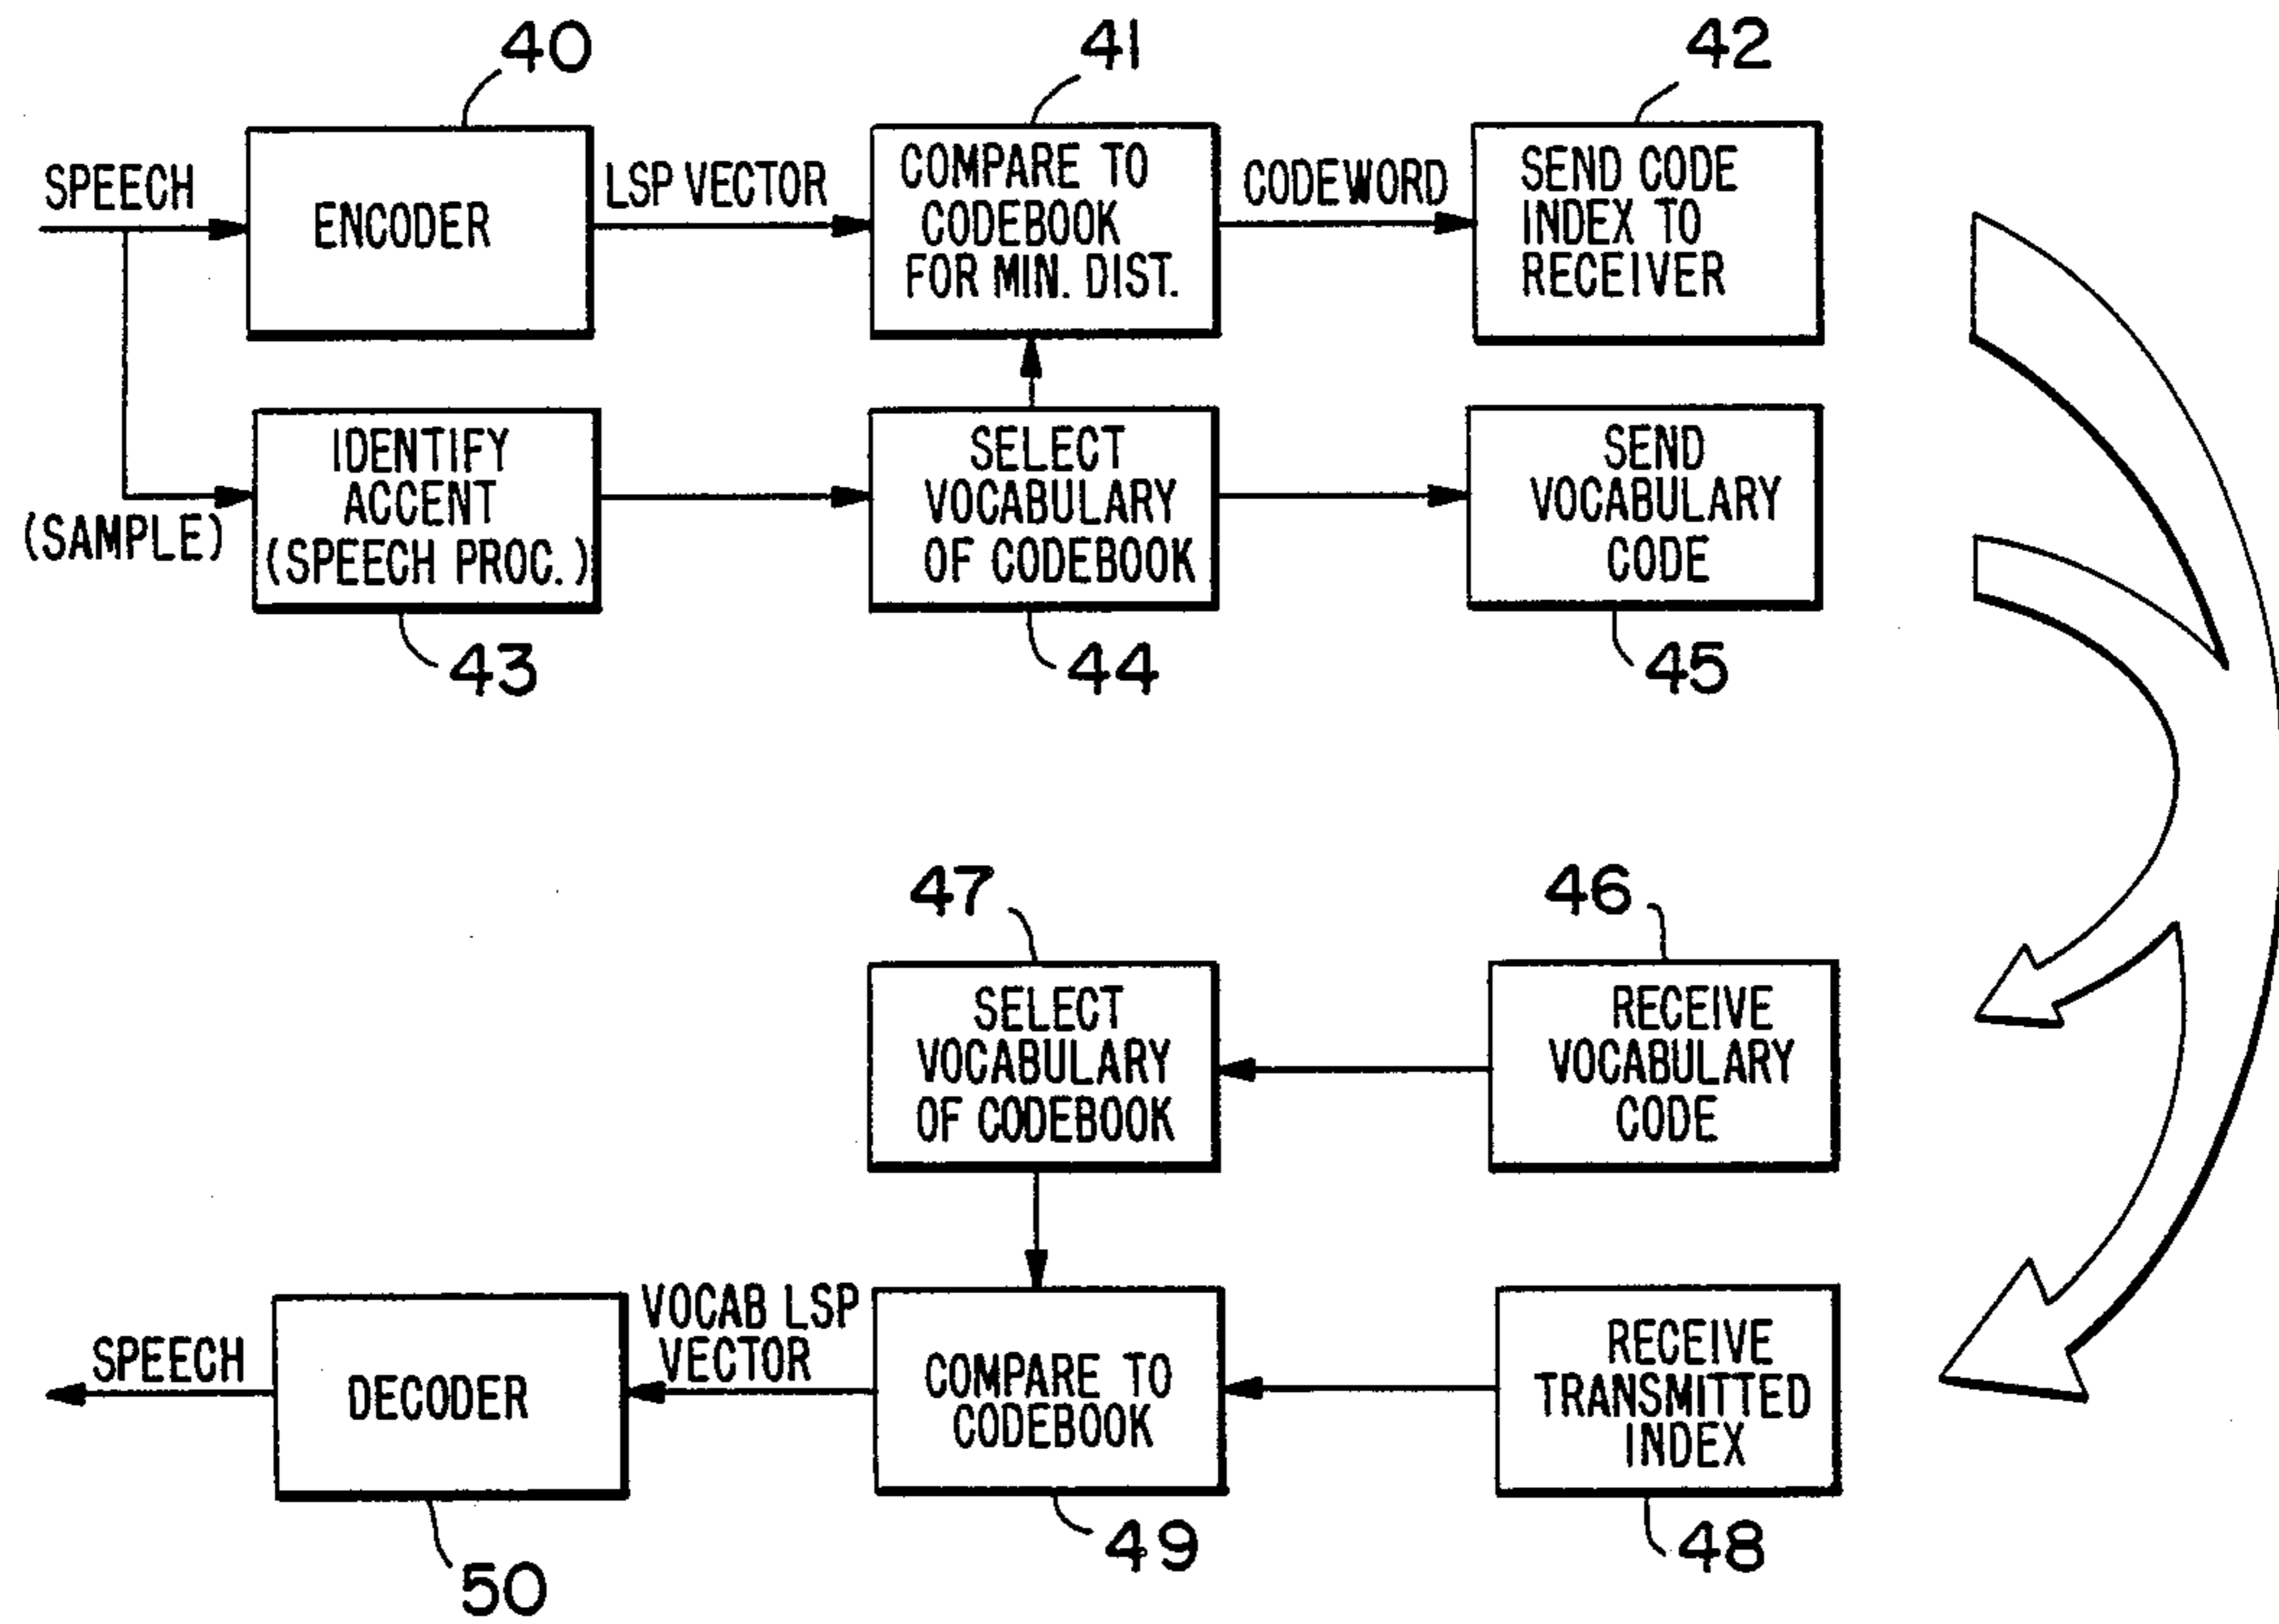 40
41
42
SPEECH
ENCODER
LSP VECTOR
COMPARE TO
CODEBOOK
FOR MIN. DIST.
CODEWORD
SEND CODE
INDEX TO
RECEIVER
(SAMPLE)
IDENTIFY
ACCENT
(SPEECH PROC.)
SELECT
VOCABULARY
OF CODEBOOK
SEND
VOCABULARY
CODE
43
44
45
47
46
SELECT
VOCABULARY
OF CODEBOOK
RECEIVE
VOCABULARY
CODE
SPEECH
DECODER
VOCAB LSP
VECTOR
COMPARE TO
CODEBOOK
RECEIVE
TRANSMITTED
INDEX
50
49
48